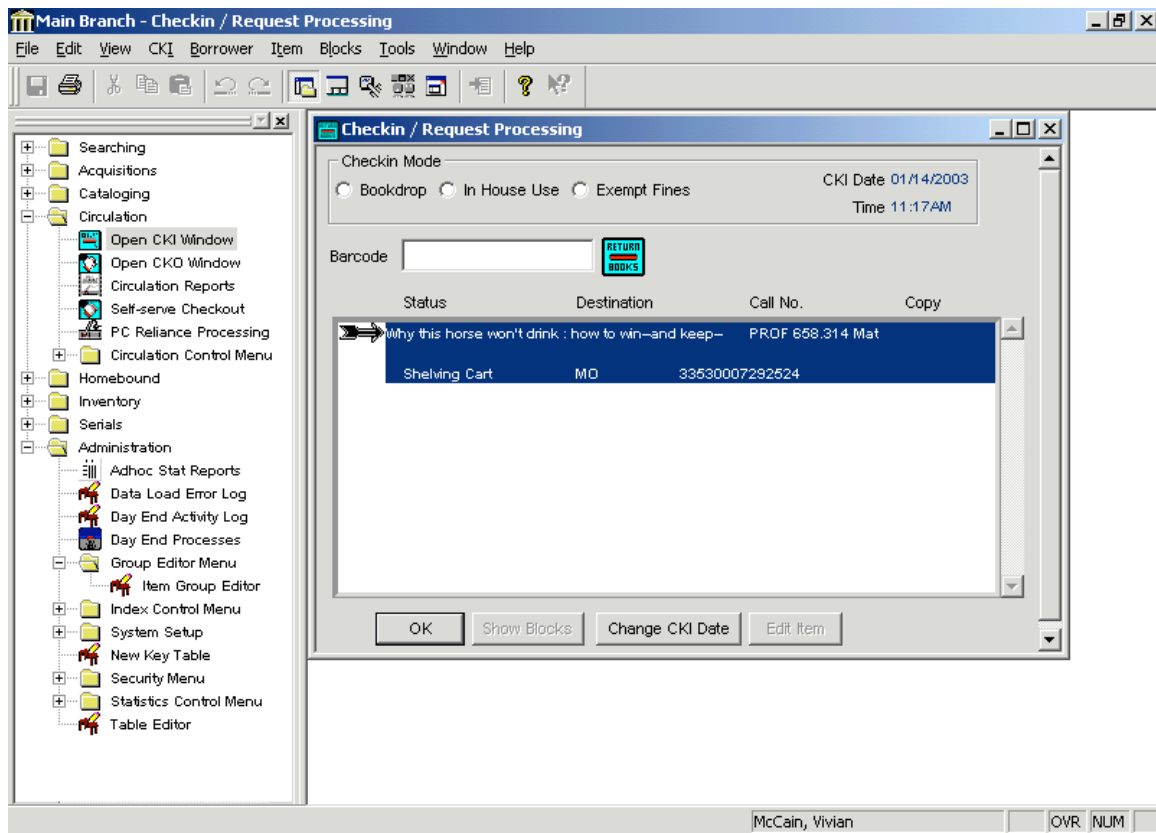 Main Branch - Checkin / Request Processing
File Edit View CKI Borrower Item Blocks Tools Window Help
Searching
Acquisitions
Cataloging
Circulation
Open CKI Window
Open CKO Window
Circulation Reports
Self-serve Checkout
PC Reliance Processing
Circulation Control Menu
Homebound
Inventory
Serials
Administration
Adhoc Stat Reports
Data Load Error Log
Day End Activity Log
Day End Processes
Group Editor Menu
Item Group Editor
Index Control Menu
System Setup
New Key Table
Security Menu
Statistics Control Menu
Table Editor
Checkin / Request Processing
Checkin Mode
Bookdrop In House Use Exempt Fines
CKI Date 01/14/2003
Time 11:17AM
Barcode
RETURN
BOOKS
Status Destination Call No. Copy
Why this horse won't drink : how to win--and keep-- PROF 658.314 Mat
Shelving Cart MO 33530007292524
OK Show Blocks Change CKI Date Edit Item
McCain, Vivian OVR NUM